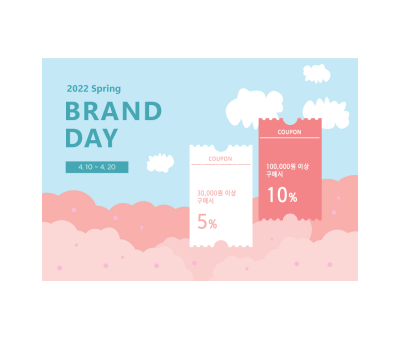 2022 Spring
BRAND
DAY
4. 10 ~ 4. 20
COUPON
30,000원 이상
구매시
5%
COUPON
100,000원 이상
구매시
10%